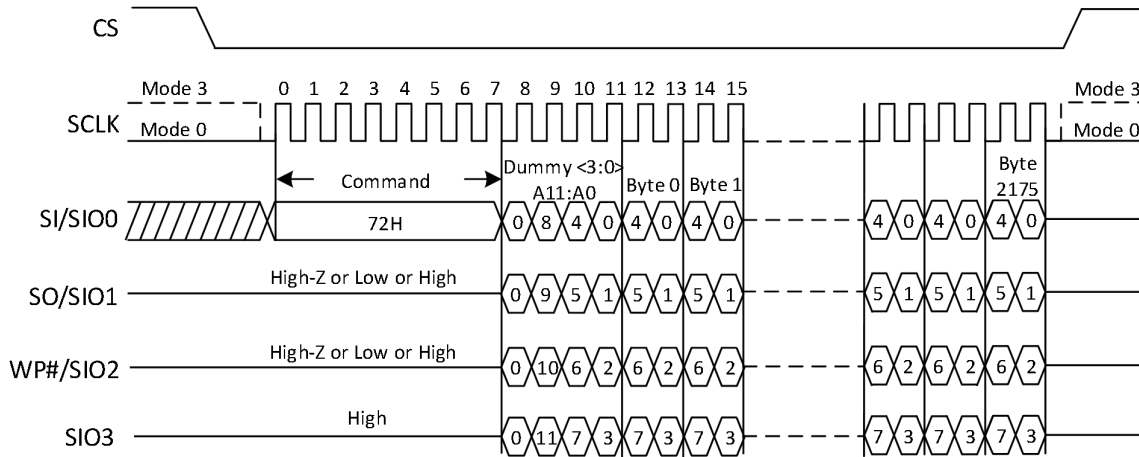 CS
Mode 3
0 1 2 3 4 5 6 7 8 9 10 11 12 13 14 15
Mode 3
SCLK
Mode 0
Mode 0
Dummy <3:0>
Command
A11:A0
Byte 0
Byte 1
Byte
2175
SI/SIO0
72H
0 8 4 0 4 0 4 0
4 0 4 0 4 0
SO/SIO1
High-Z or Low or High
0 9 5 1 5 1 5 1
5 1 5 1 5 1
WP#/SIO2
High-Z or Low or High
0 10 6 2 6 2 6 2
6 2 6 2 6 2
SIO3
High
0 11 7 3 7 3 7 3
7 3 7 3 7 3